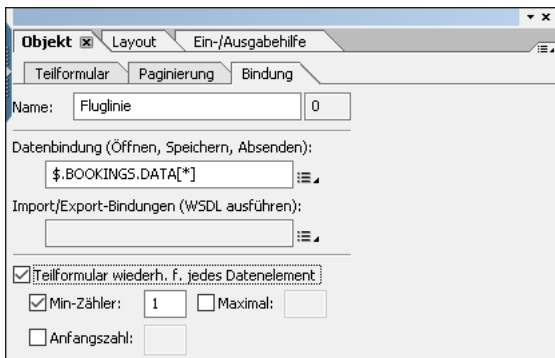 Objekt Layout Ein-/Ausgabehilfe
Teilformular Paginierung Bindung
Name: Fluglinie 0
Datenbindung (Öffnen, Speichern, Absenden):
$.BOOKINGS.DATA[*]
Import/Export-Bindungen (WSDL ausführen):
Teilformular wiederh. f. jedes Datenelement
Min-Zähler: 1 Maximal:
Anfangszahl: